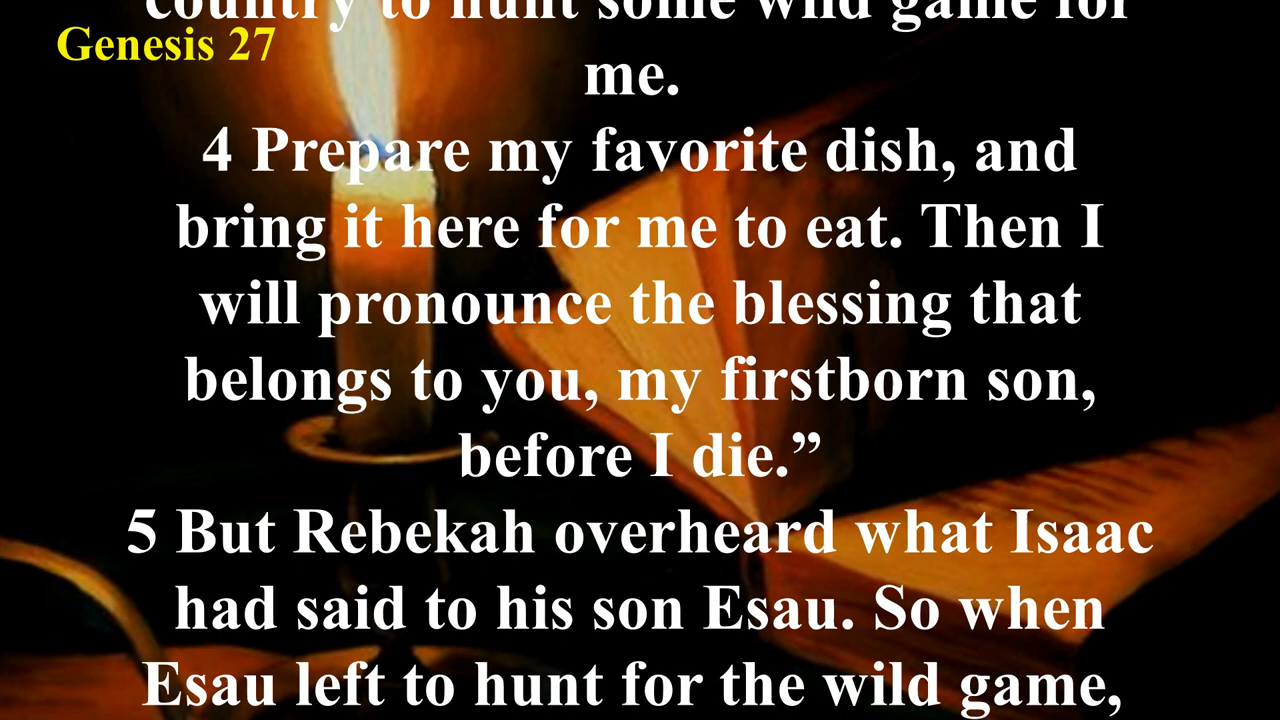 country to hunt some wild game for
Genesis 27
me.
4 Prepare my favorite dish, and
bring it here for me to eat. Then I
will pronounce the blessing that
belongs to you, my firstborn son,
before I die.”
5 But Rebekah overheard what Isaac
had said to his son Esau. So when
Esau left to hunt for the wild game,